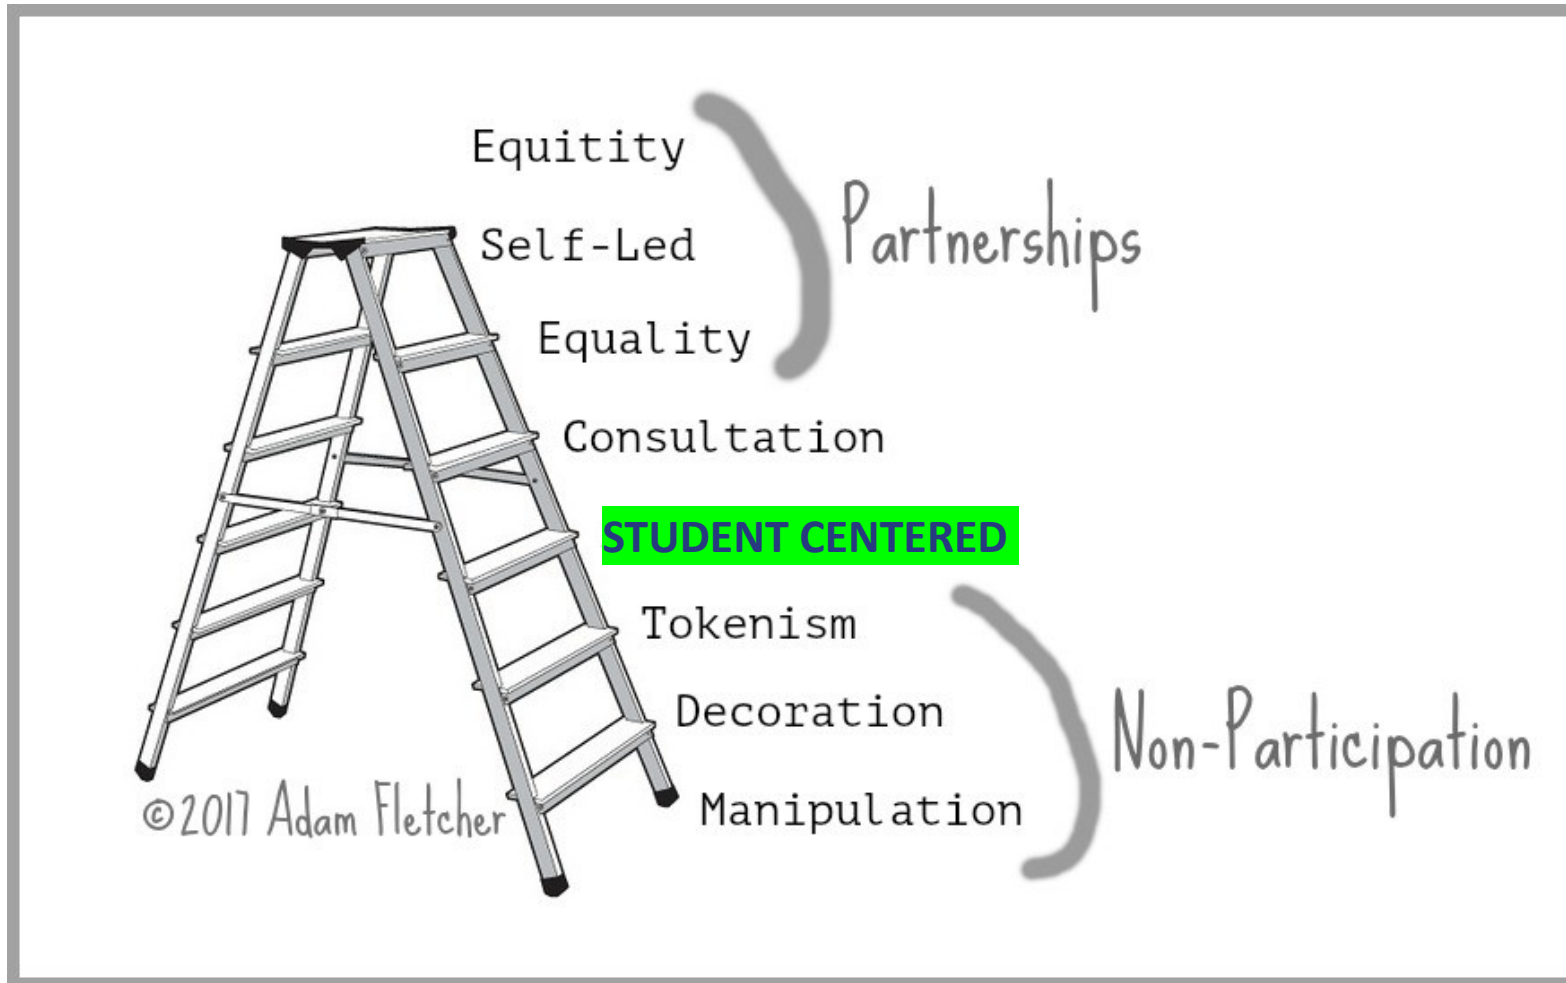 Equitity
Self-Led
Partnerships
Equality
Consultation
STUDENT CENTERED
Tokenism
Decoration
Non-Participation
Manipulation
©2017 Adam Fletcher